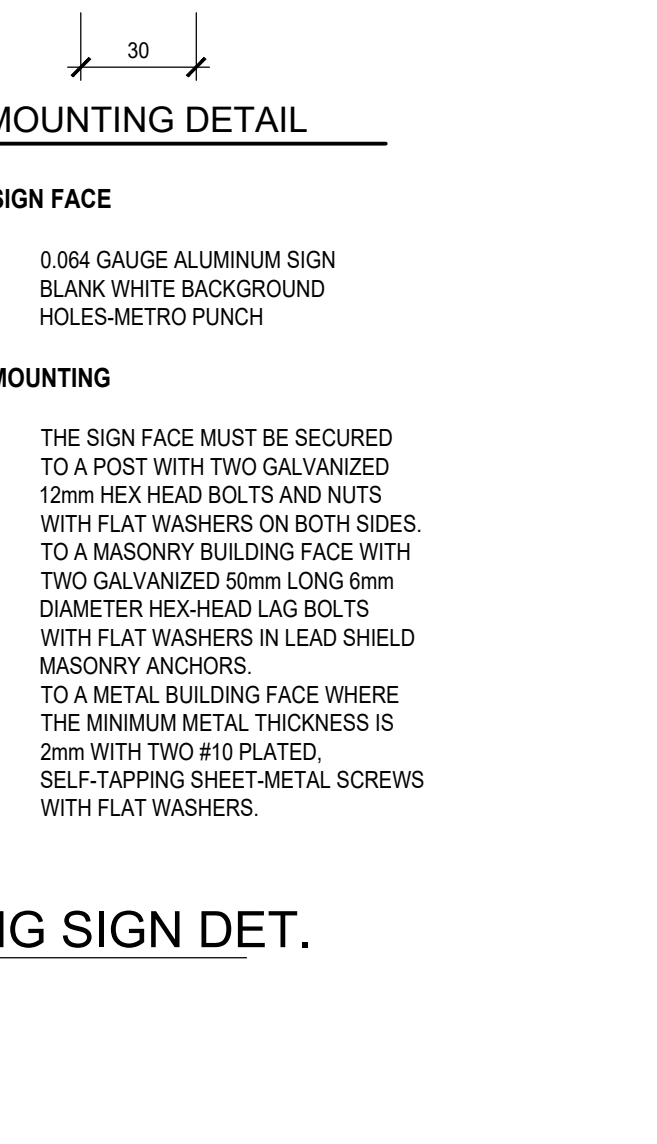 30
MOUNTING DETAIL
SIGN FACE
0.064 GAUGE ALUMINUM SIGN
BLANK WHITE BACKGROUND
HOLES-METRO PUNCH
MOUNTING
THE SIGN FACE MUST BE SECURED
TO A POST WITH TWO GALVANIZED
12mm HEX HEAD BOLTS AND NUTS
WITH FLAT WASHERS ON BOTH SIDES.
TO A MASONRY BUILDING FACE WITH
TWO GALVANIZED 50mm LONG 6mm
DIAMETER HEX-HEAD LAG BOLTS
WITH FLAT WASHERS IN LEAD SHIELD
MASONRY ANCHORS.
TO A METAL BUILDING FACE WHERE
THE MINIMUM METAL THICKNESS IS
2mm WITH TWO #10 PLATED,
SELF-TAPPING SHEET-METAL SCREWS
WITH FLAT WASHERS.
SIGN DET.